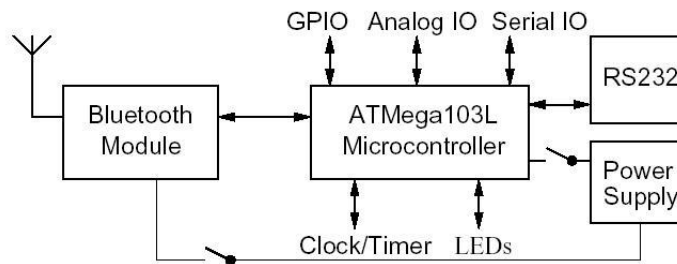 GPIO Analog IO Serial IO
RS232
Bluetooth
Module
ATMega103L
Microcontroller
Power
Supply
Clock/Timer LEDs